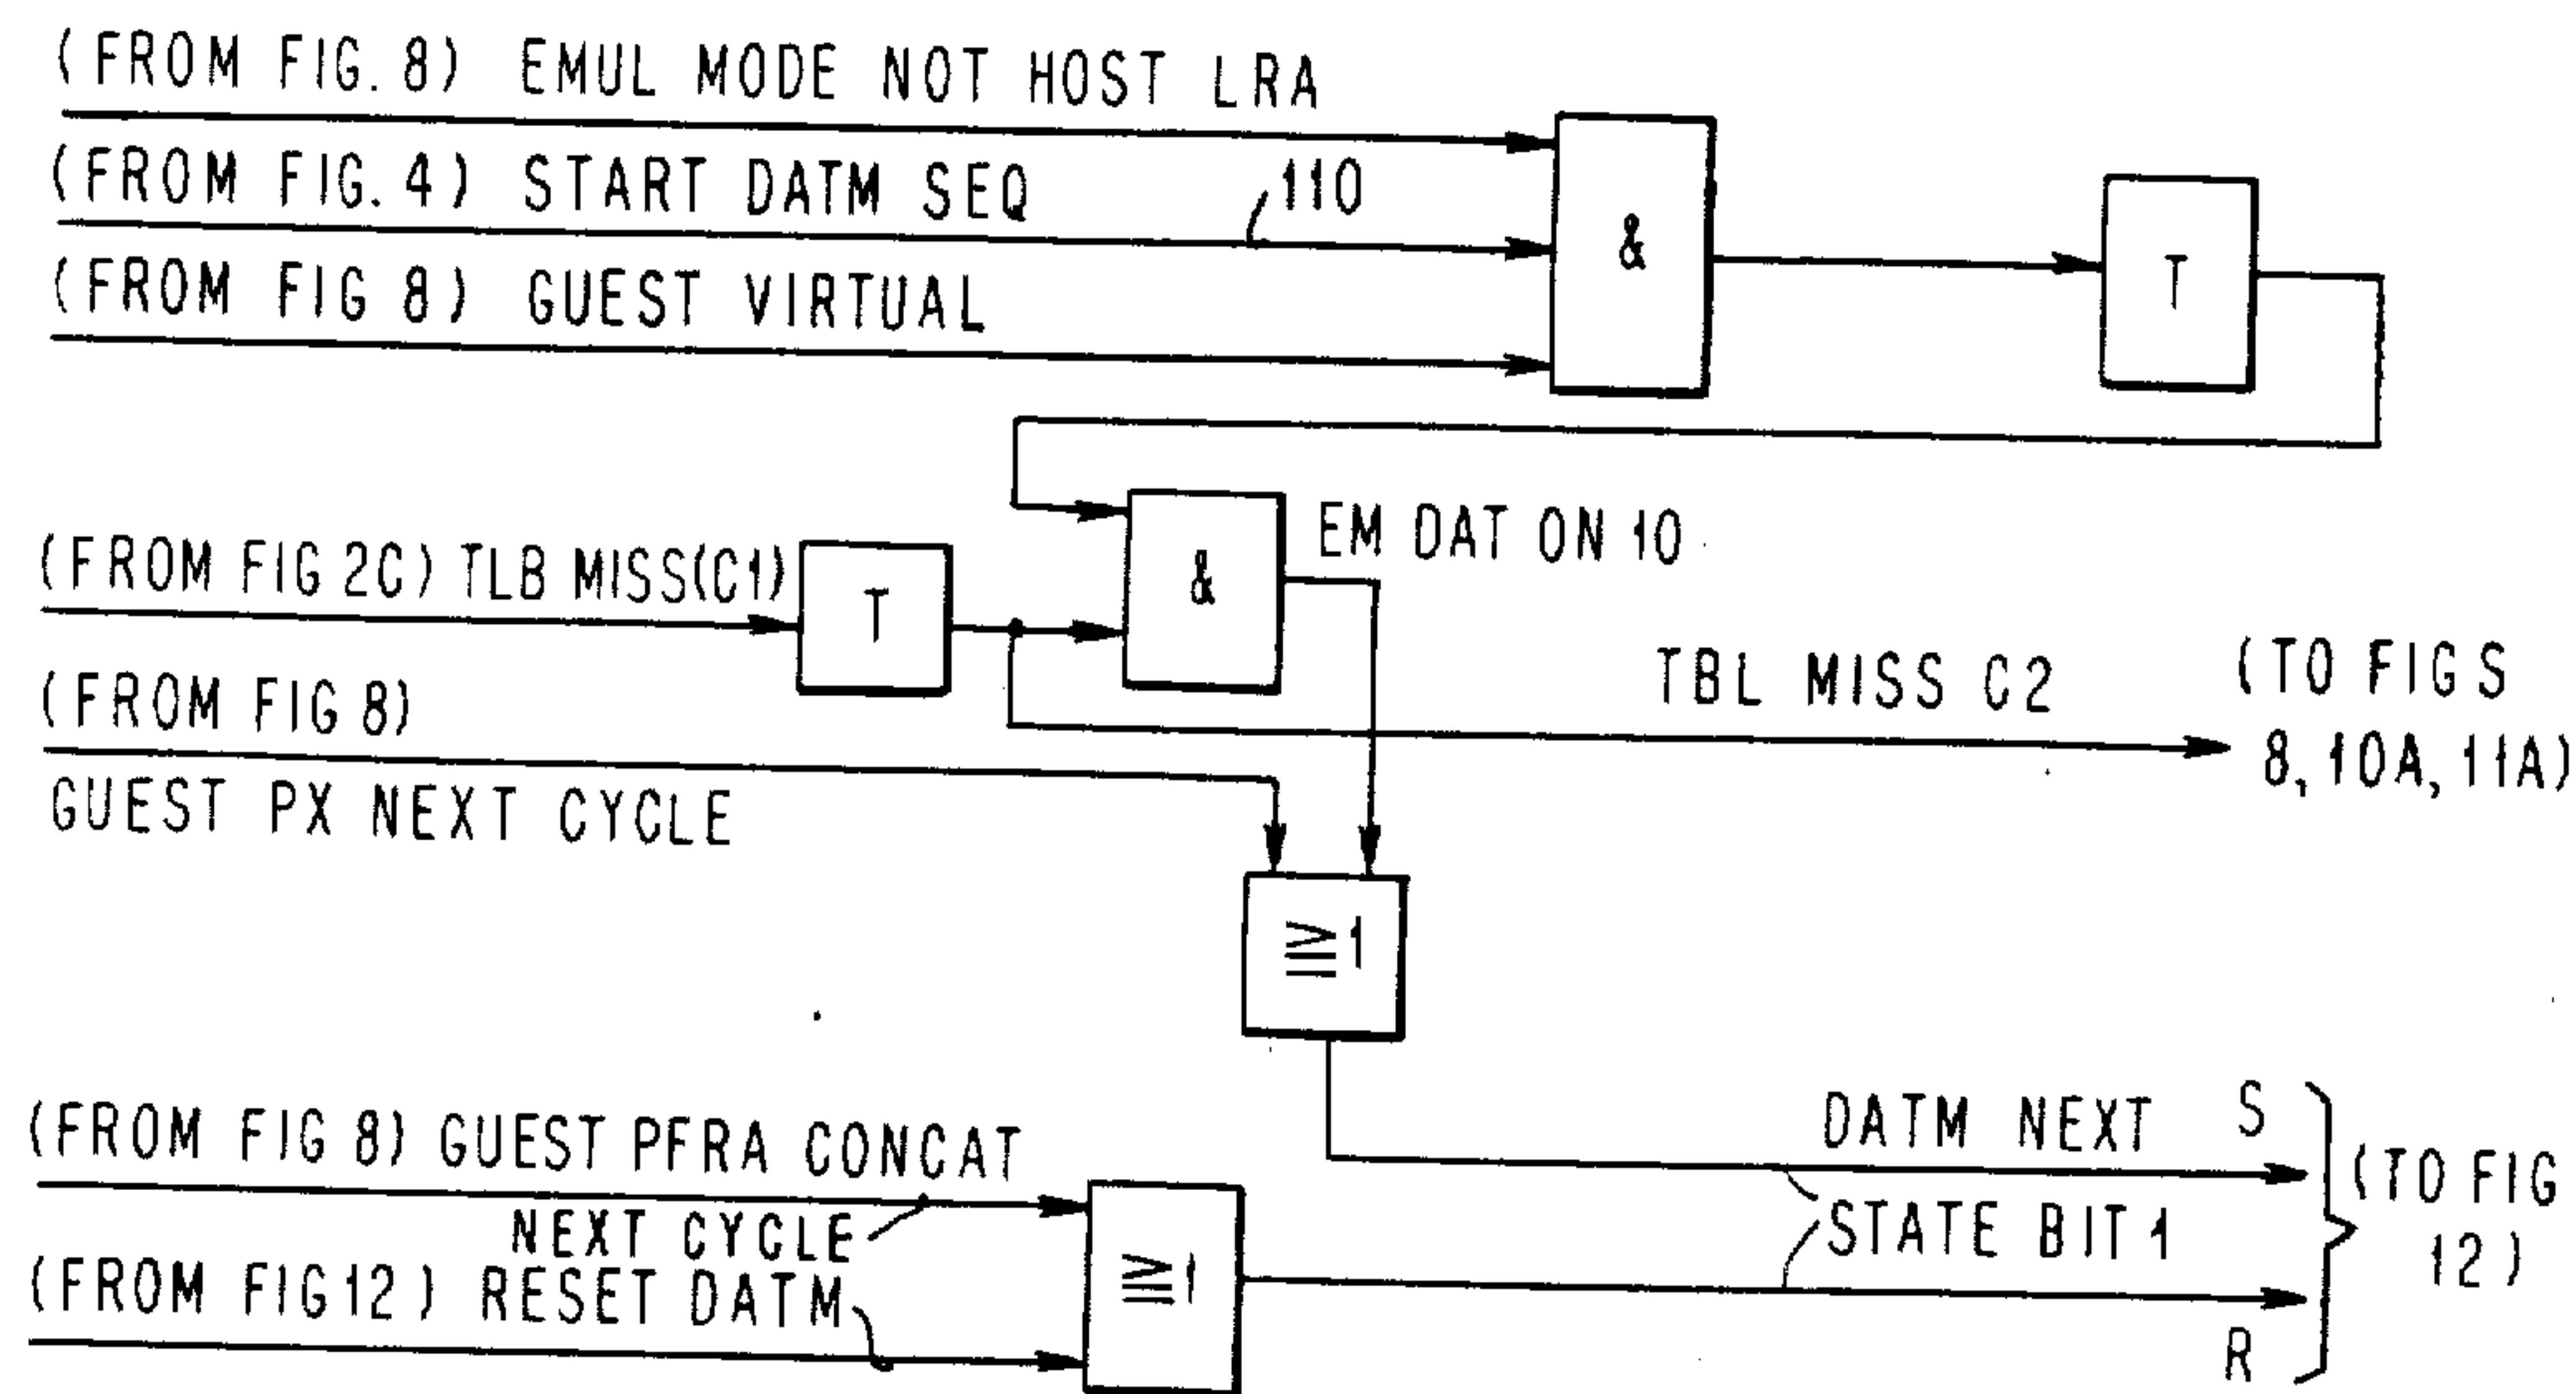 (FROM FIG. 8) EMUL MODE NOT HOST LRA
(FROM FIG. 4) START DATM SEQ
110
(FROM FIG 8) GUEST VIRTUAL
&
T
(FROM FIG 2C) TLB MISS(C1)
T
&
EM DAT ON 10
TBL MISS C2
(TO FIGS
8, 10A, 11A)
(FROM FIG 8)
GUEST PX NEXT CYCLE
≧1
(FROM FIG 8) GUEST PFRA CONCAT
NEXT CYCLE
(FROM FIG 12) RESET DATM
≧1
DATM NEXT
S
STATE BIT 1
R
(TO FIG
12)